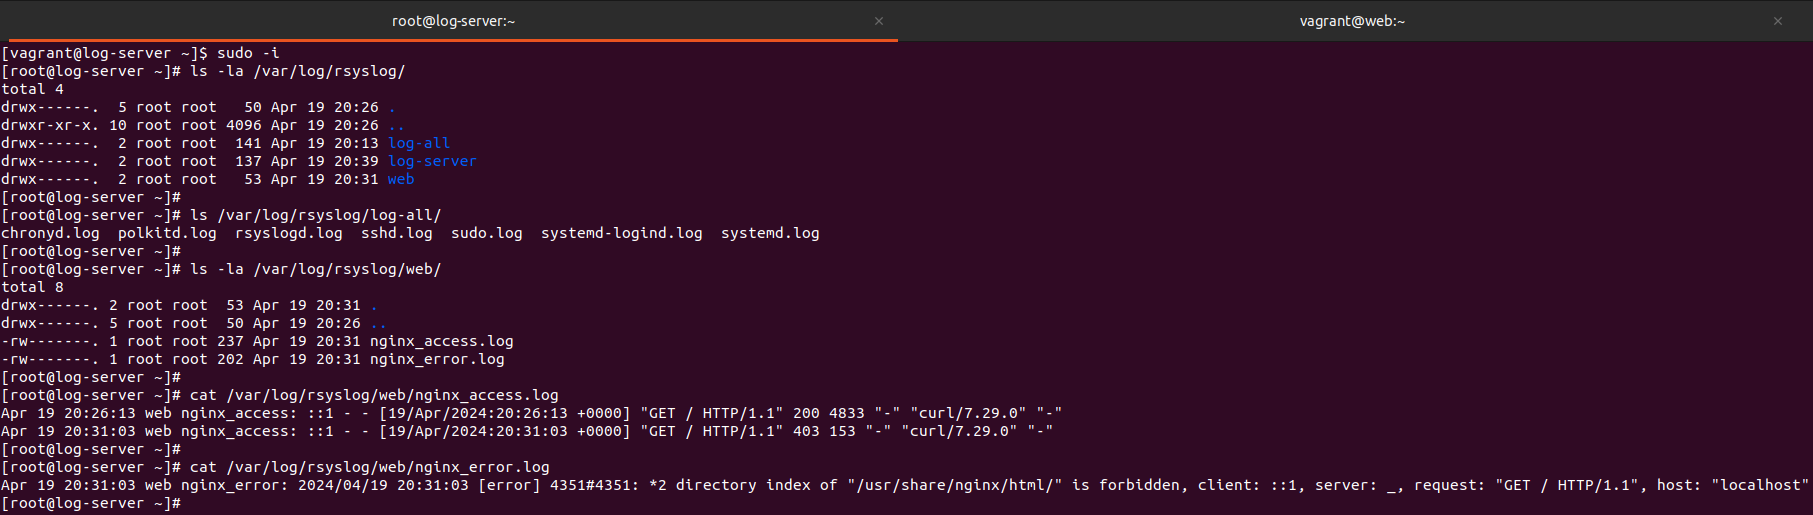 root@log-server:~ × vagrant@web:~ ×
[vagrant@log-server ~]$ sudo -i
[root@log-server ~]# ls -la /var/log/rsyslog/
total 4
drwx------.  5 root root   50 Apr 19 20:26 .
drwxr-xr-x. 10 root root 4096 Apr 19 20:26 ..
drwx------.  2 root root  141 Apr 19 20:13 log-all
drwx------.  2 root root  137 Apr 19 20:39 log-server
drwx------.  2 root root   53 Apr 19 20:31 web
[root@log-server ~]#
[root@log-server ~]# ls /var/log/rsyslog/log-all/
chronyd.log  polkitd.log  rsyslogd.log  sshd.log  sudo.log  systemd-logind.log  systemd.log
[root@log-server ~]#
[root@log-server ~]# ls -la /var/log/rsyslog/web/
total 8
drwx------. 2 root root  53 Apr 19 20:31 .
drwx------. 5 root root  50 Apr 19 20:26 ..
-rw-------. 1 root root 237 Apr 19 20:31 nginx_access.log
-rw-------. 1 root root 202 Apr 19 20:31 nginx_error.log
[root@log-server ~]#
[root@log-server ~]# cat /var/log/rsyslog/web/nginx_access.log
Apr 19 20:26:13 web nginx_access: ::1 - - [19/Apr/2024:20:26:13 +0000] "GET / HTTP/1.1" 200 4833 "-" "curl/7.29.0" "-"
Apr 19 20:31:03 web nginx_access: ::1 - - [19/Apr/2024:20:31:03 +0000] "GET / HTTP/1.1" 403 153 "-" "curl/7.29.0" "-"
[root@log-server ~]#
[root@log-server ~]# cat /var/log/rsyslog/web/nginx_error.log
Apr 19 20:31:03 web nginx_error: 2024/04/19 20:31:03 [error] 4351#4351: *2 directory index of "/usr/share/nginx/html/" is forbidden, client: ::1, server: _, request: "GET / HTTP/1.1", host: "localhost"
[root@log-server ~]#